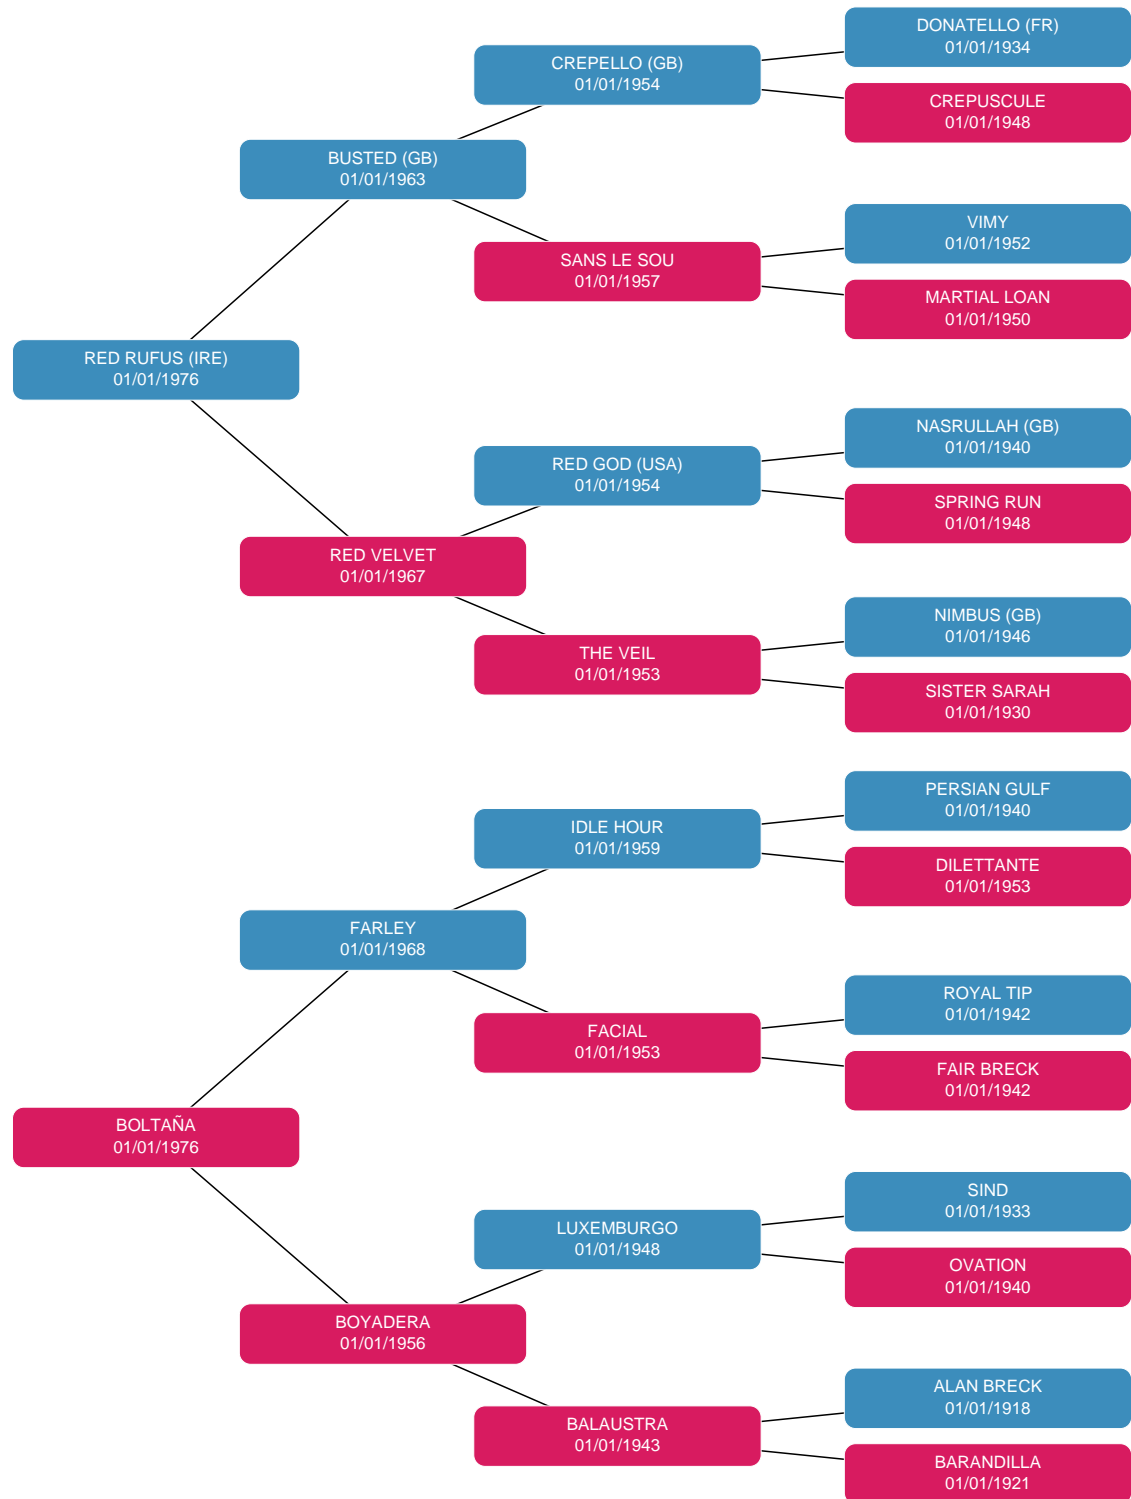 DONATELLO (FR)
01/01/1934
CREPELLO (GB)
01/01/1954
CREPUSCULE
01/01/1948
BUSTED (GB)
01/01/1963
VIMY
01/01/1952
SANS LE SOU
01/01/1957
MARTIAL LOAN
01/01/1950
RED RUFUS (IRE)
01/01/1976
NASRULLAH (GB)
01/01/1940
RED GOD (USA)
01/01/1954
SPRING RUN
01/01/1948
RED VELVET
01/01/1967
NIMBUS (GB)
01/01/1946
THE VEIL
01/01/1953
SISTER SARAH
01/01/1930
PERSIAN GULF
01/01/1940
IDLE HOUR
01/01/1959
DILETTANTE
01/01/1953
FARLEY
01/01/1968
ROYAL TIP
01/01/1942
FACIAL
01/01/1953
FAIR BRECK
01/01/1942
BOLTAÑA
01/01/1976
SIND
01/01/1933
LUXEMBURGO
01/01/1948
OVATION
01/01/1940
BOYADERA
01/01/1956
ALAN BRECK
01/01/1918
BALAUSTRA
01/01/1943
BARANDILLA
01/01/1921